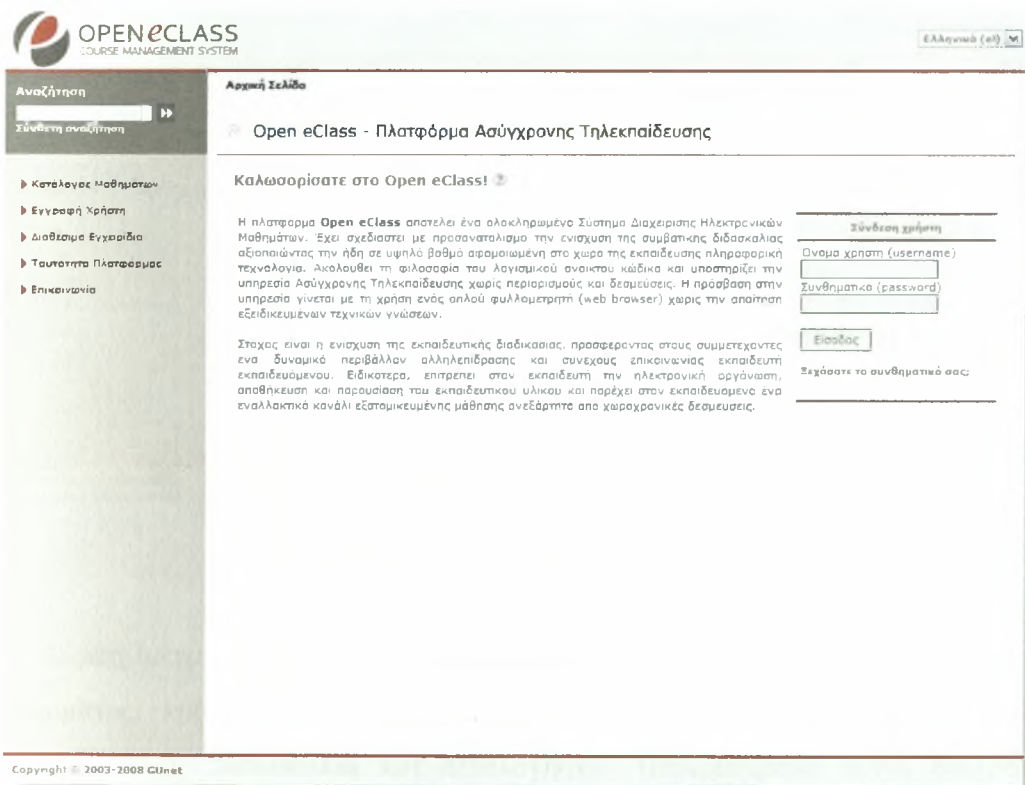 OPENeCLASS
COURSE MANAGEMENT SYSTEM
Ελληνικά (el)
Αναζήτηση
Σύνθετη αναζήτηση
Αρχική Σελίδα
Open eClass - Πλατφόρμα Ασύγχρονης Τηλεκπαίδευσης
Κατάλογος Μαθημάτων
Εγγραφή Χρήστη
Διαθέσιμα Εγχειρίδια
Ταυτότητα Πλατφόρμας
Επικοινωνία
Καλωσορίσατε στο Open eClass!
Η πλατφόρμα Open eClass αποτελεί ένα ολοκληρωμένο Σύστημα Διαχείρισης Ηλεκτρονικών
Μαθημάτων. Έχει σχεδιαστεί με προσανατολισμό την ενίσχυση της συμβατικής διδασκαλίας
αξιοποιώντας την ήδη σε υψηλό βαθμό αφομοιωμένη στο χώρο της εκπαίδευσης πληροφορική
τεχνολογία. Ακολουθεί τη φιλοσοφία του λογισμικού ανοικτού κώδικα και υποστηρίζει την
υπηρεσία Ασύγχρονης Τηλεκπαίδευσης χωρίς περιορισμούς και δεσμεύσεις. Η πρόσβαση στην
υπηρεσία γίνεται με τη χρήση ενός απλού φυλλομετρητή (web browser) χωρίς την απαίτηση
εξειδικευμένων τεχνικών γνώσεων.
Στόχος είναι η ενίσχυση της εκπαιδευτικής διαδικασίας, προσφέροντας στους συμμετέχοντες
ένα δυναμικό περιβάλλον αλληλεπίδρασης και συνεχούς επικοινωνίας εκπαιδευτή
εκπαιδευόμενου. Ειδικότερα, επιτρέπει στον εκπαιδευτή την ηλεκτρονική οργάνωση,
αποθήκευση και παρουσίαση του εκπαιδευτικού υλικού και παρέχει στον εκπαιδευόμενο ένα
εναλλακτικό κανάλι εξατομικευμένης μάθησης ανεξάρτητο από χωροχρονικές δεσμεύσεις.
Σύνδεση χρήστη
Όνομα χρήστη (username)
Συνθηματικό (password)
Είσοδος
Ξεχάσατε το συνθηματικό σας;
Copyright © 2003-2008 GUnet